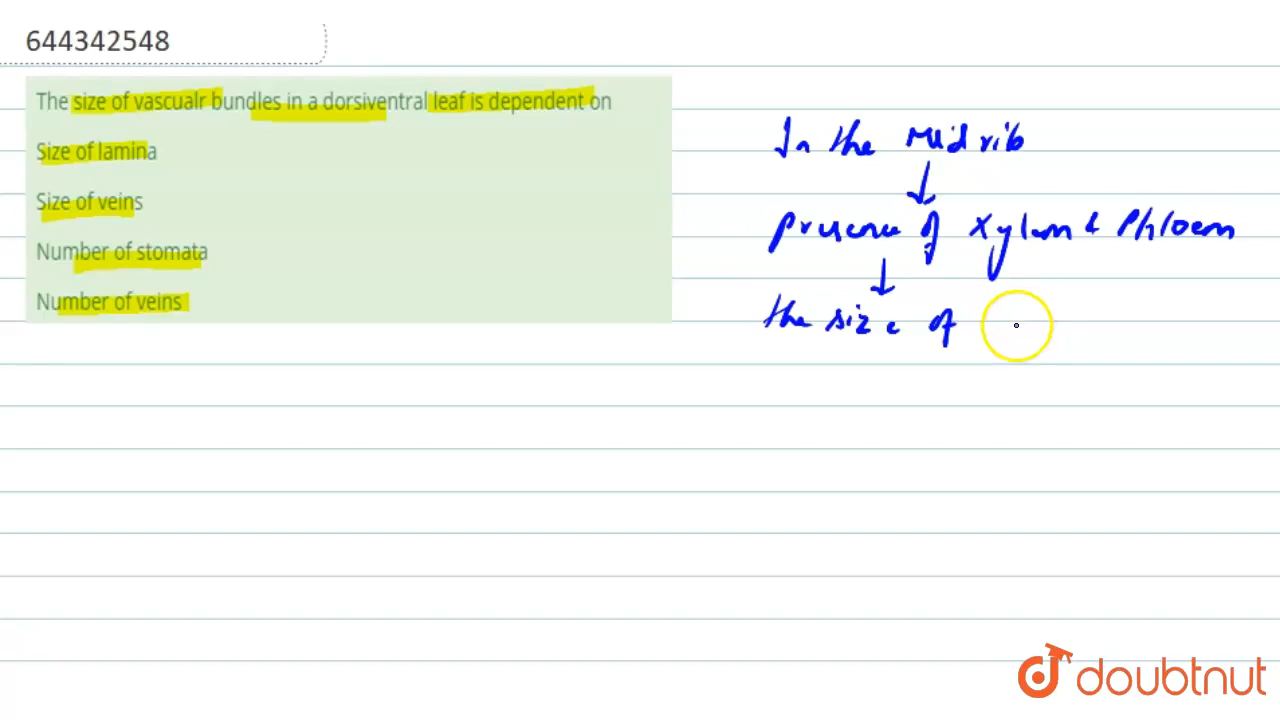 644342548
The size of vascualr bundles in a dorsiventral leaf is dependent on
Size of lamina
Size of veins
Number of stomata
Number of veins
In the Midrib
presence of Xylem & Phloem
the size of
doubtnut